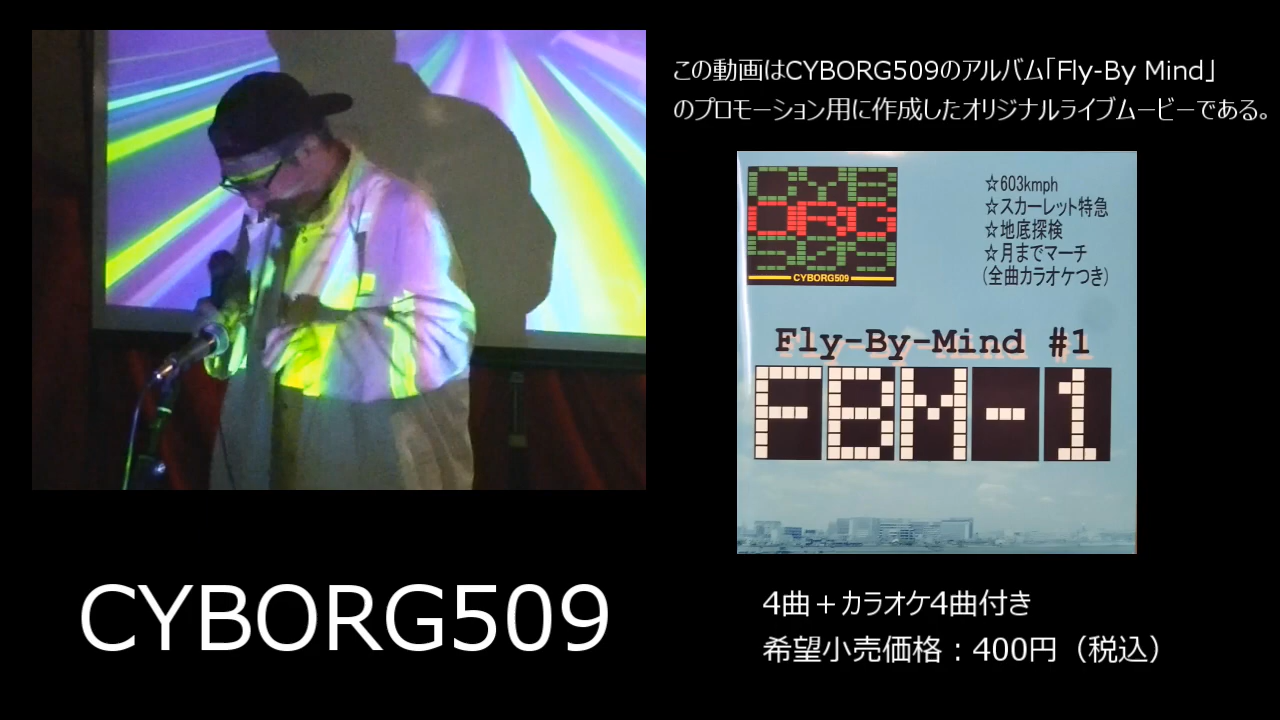 この動画はCYBORG509のアルバム「Fly-By Mind」
のプロモーション用に作成したオリジナルライブムービーである。
CYB
ORG
509
CYBORG509
☆603kmph
☆スカーレット特急
☆地底探検
☆月までマーチ
(全曲カラオケつき)
Fly-By-Mind #1
FBM-1
CYBORG509
4曲＋カラオケ4曲付き
希望小売価格：400円（税込）